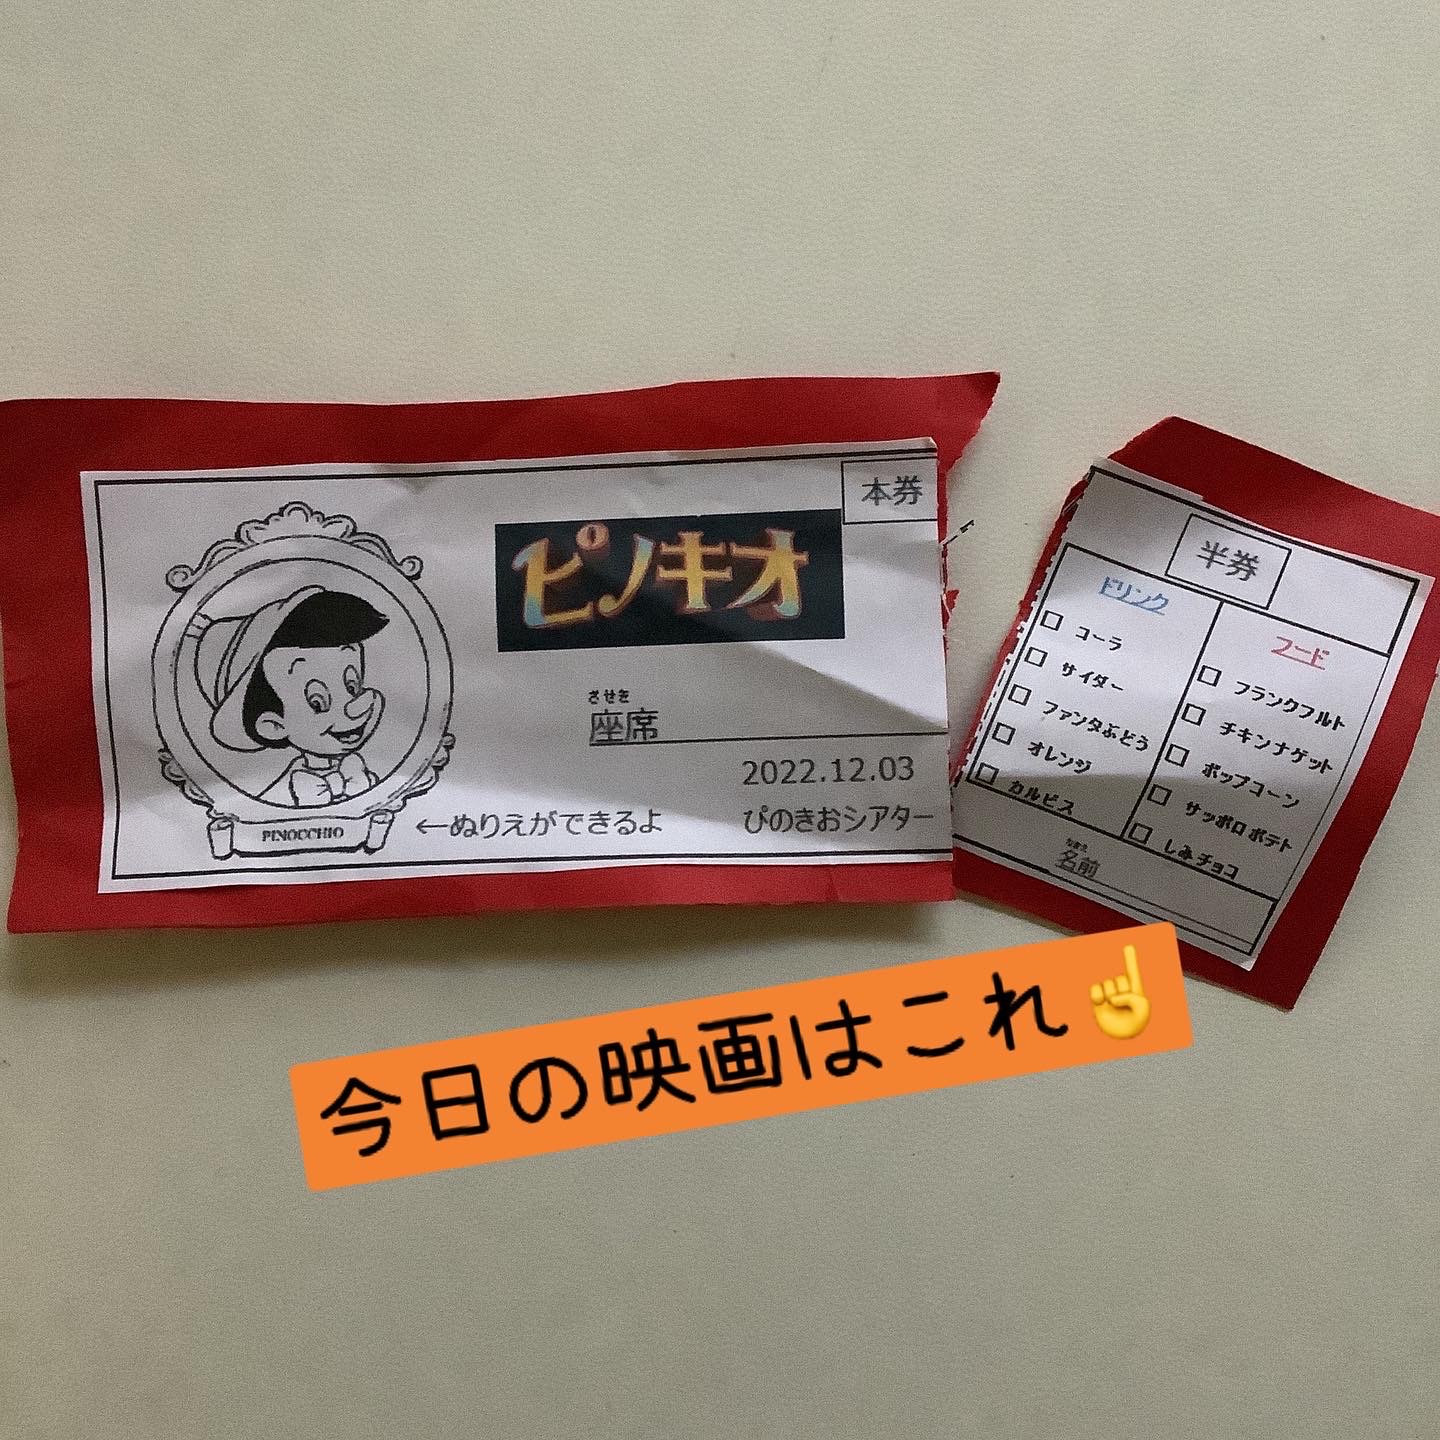 本券
ピノキオ
ざせき
座席
2022.12.03
←ぬりえができるよ
ぴのきおシアター
PINOCCHIO
半券
ドリンク
コーラ
サイダー
ファンタぶどう
オレンジ
カルピス
フード
フランクフルト
チキンナゲット
ポップコーン
サッポロポテト
しみチョコ
なまえ
名前
今日の映画はこれ☝